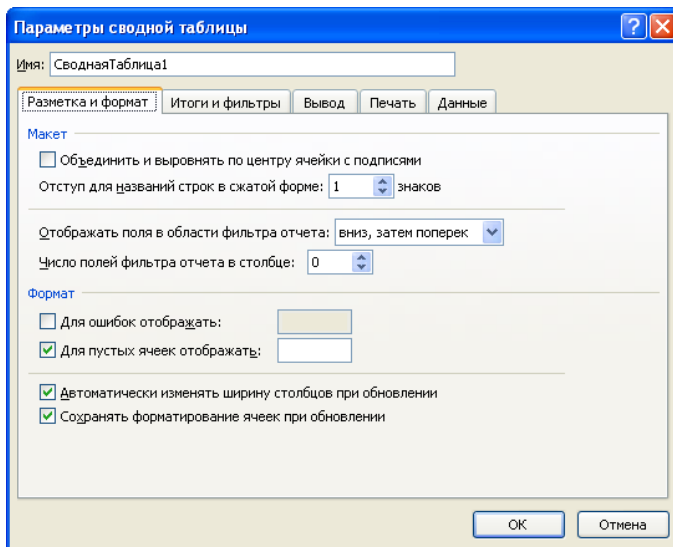 Параметры сводной таблицы
Имя: СводнаяТаблица1
Разметка и формат Итоги и фильтры Вывод Печать Данные
Макет
Объединить и выровнять по центру ячейки с подписями
Отступ для названий строк в сжатой форме: 1 знаков
Отображать поля в области фильтра отчета: вниз, затем поперек
Число полей фильтра отчета в столбце: 0
Формат
Для ошибок отображать:
Для пустых ячеек отображать:
Автоматически изменять ширину столбцов при обновлении
Сохранять форматирование ячеек при обновлении
ОК Отмена